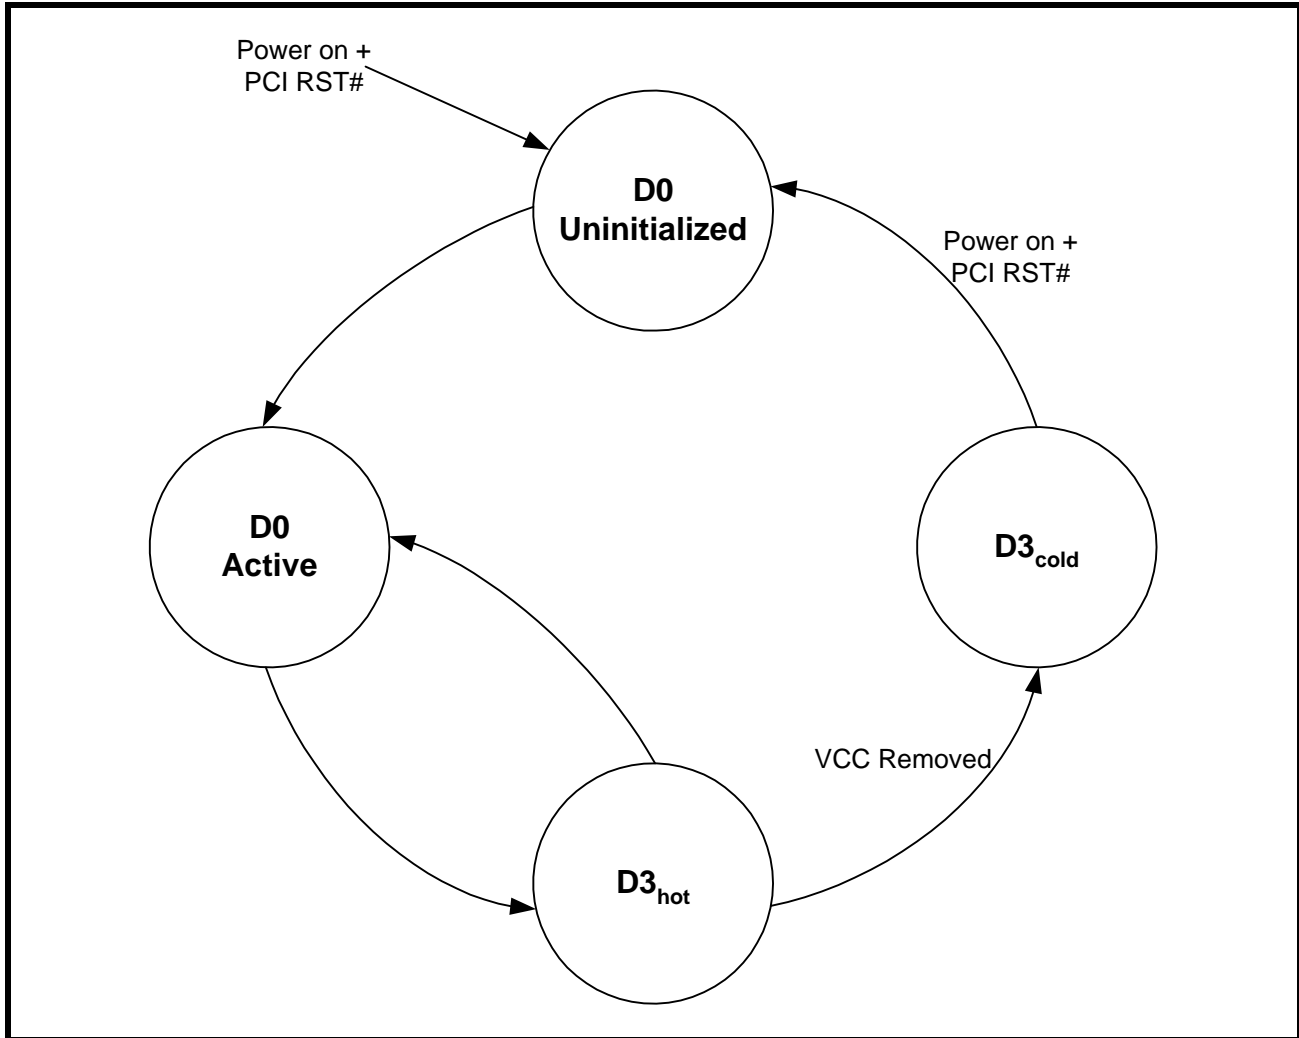 Power on +
PCI RST#
D0
Uninitialized
Power on +
PCI RST#
D0
Active
D3cold
VCC Removed
D3hot